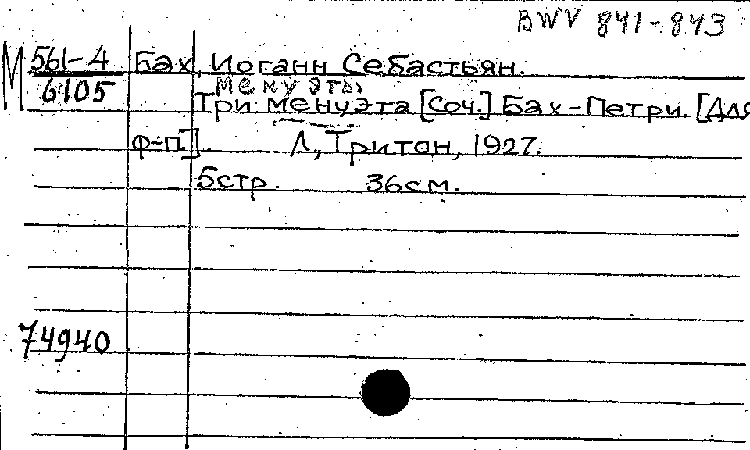 BWV 841-843
М 561-4 Бах, Иоганн Себастьян.
6105 менуэты
Три менуэта [Соч.] Бах-Петри. [Для
ф-п].  Л, Тритон, 1927.
5стр. 36см.
74940